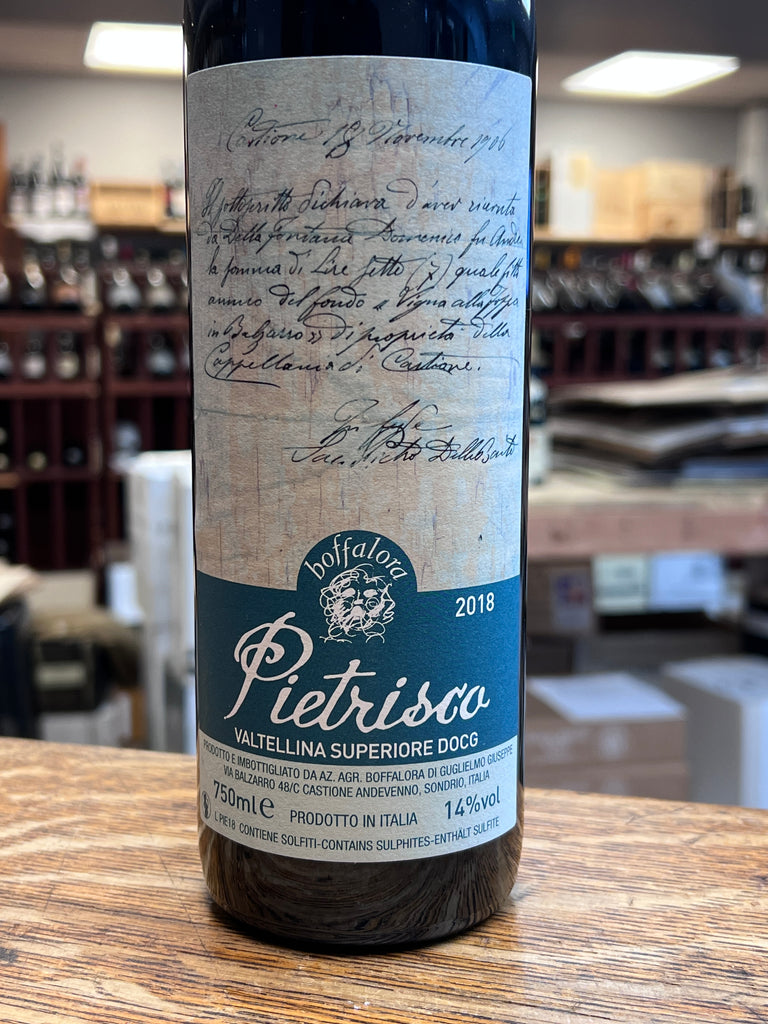 Castione 18 Novembre 1906
Il sottoscritto dichiara d'aver ricevuto
da Della Fontana Domenico fu Andrea
la somma di Lire sette (7) quale fitto
annuo del fondo e Vigna alla
in Balzarro di proprietà della
Cappellania di Castione.
In fede
boffalora
2018
Pietrisco
VALTELLINA SUPERIORE DOCG
PRODOTTO E IMBOTTIGLIATO DA AZ. AGR. BOFFALORA DI GUGLIELMO GIUSEPPE
VIA BALZARRO 48/C CASTIONE ANDEVENNO, SONDRIO, ITALIA
750ml e PRODOTTO IN ITALIA 14%vol
L PIE18 CONTIENE SOLFITI-CONTAINS SULPHITES-ENTHÄLT SULFITE